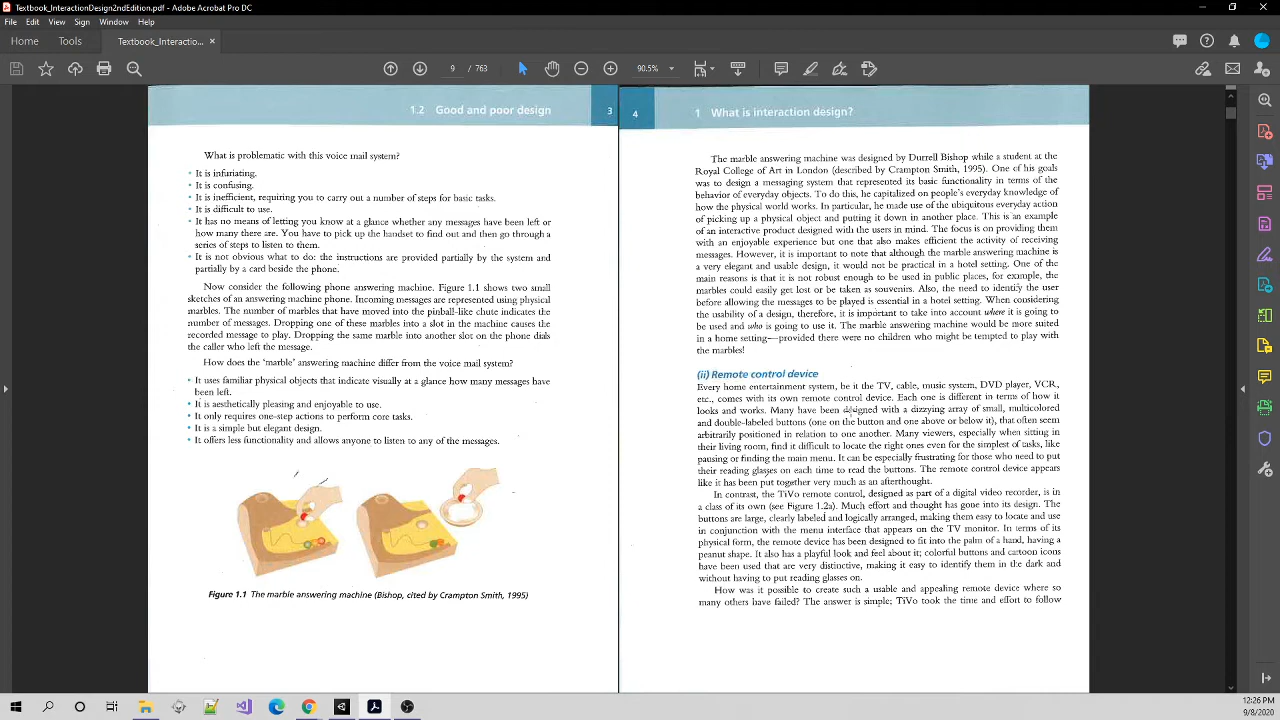 Textbook_InteractionDesign2ndEdition.pdf - Adobe Acrobat Pro DC
File Edit View Sign Window Help
Home Tools Textbook_Interactio... ×
9 / 763 90.5%
1.2 Good and poor design 3
What is problematic with this voice mail system?
• It is infuriating.
• It is confusing.
• It is inefficient, requiring you to carry out a number of steps for basic tasks.
• It is difficult to use.
• It has no means of letting you know at a glance whether any messages have been left or
how many there are. You have to pick up the handset to find out and then go through a
series of steps to listen to them.
• It is not obvious what to do: the instructions are provided partially by the system and
partially by a card beside the phone.
Now consider the following phone answering machine. Figure 1.1 shows two small
sketches of an answering machine phone. Incoming messages are represented using physical
marbles. The number of marbles that have moved into the pinball-like chute indicates the
number of messages. Dropping one of these marbles into a slot in the machine causes the
recorded message to play. Dropping the same marble into another slot on the phone dials
the caller who left the message.
How does the 'marble' answering machine differ from the voice mail system?
• It uses familiar physical objects that indicate visually at a glance how many messages have
been left.
• It is aesthetically pleasing and enjoyable to use.
• It only requires one-step actions to perform core tasks.
• It is a simple but elegant design.
• It offers less functionality and allows anyone to listen to any of the messages.
Figure 1.1 The marble answering machine (Bishop, cited by Crampton Smith, 1995)
4 1 What is interaction design?
The marble answering machine was designed by Durrell Bishop while a student at the
Royal College of Art in London (described by Crampton Smith, 1995). One of his goals
was to design a messaging system that represented its basic functionality in terms of the
behavior of everyday objects. To do this, he capitalized on people's everyday knowledge of
how the physical world works. In particular, he made use of the ubiquitous everyday action
of picking up a physical object and putting it down in another place. This is an example
of an interactive product designed with the users in mind. The focus is on providing them
with an enjoyable experience but one that also makes efficient the activity of receiving
messages. However, it is important to note that although the marble answering machine is
a very elegant and usable design, it would not be practical in a hotel setting. One of the
main reasons is that it is not robust enough to be used in public places, for example, the
marbles could easily get lost or be taken as souvenirs. Also, the need to identify the user
before allowing the messages to be played is essential in a hotel setting. When considering
the usability of a design, therefore, it is important to take into account where it is going to
be used and who is going to use it. The marble answering machine would be more suited
in a home setting—provided there were no children who might be tempted to play with
the marbles!
(ii) Remote control device
Every home entertainment system, be it the TV, cable, music system, DVD player, VCR,
etc., comes with its own remote control device. Each one is different in terms of how it
looks and works. Many have been designed with a dizzying array of small, multicolored
and double-labeled buttons (one on the button and one above or below it), that often seem
arbitrarily positioned in relation to one another. Many viewers, especially when sitting in
their living room, find it difficult to locate the right ones even for the simplest of tasks, like
pausing or finding the main menu. It can be especially frustrating for those who need to put
their reading glasses on each time to read the buttons. The remote control device appears
like it has been put together very much as an afterthought.
In contrast, the TiVo remote control, designed as part of a digital video recorder, is in
a class of its own (see Figure 1.2a). Much effort and thought has gone into its design. The
buttons are large, clearly labeled and logically arranged, making them easy to locate and use
in conjunction with the menu interface that appears on the TV monitor. In terms of its
physical form, the remote device has been designed to fit into the palm of a hand, having a
peanut shape. It also has a playful look and feel about it; colorful buttons and cartoon icons
have been used that are very distinctive, making it easy to identify them in the dark and
without having to put reading glasses on.
How was it possible to create such a usable and appealing remote device where so
many others have failed? The answer is simple; TiVo took the time and effort to follow
12:26 PM
9/8/2020